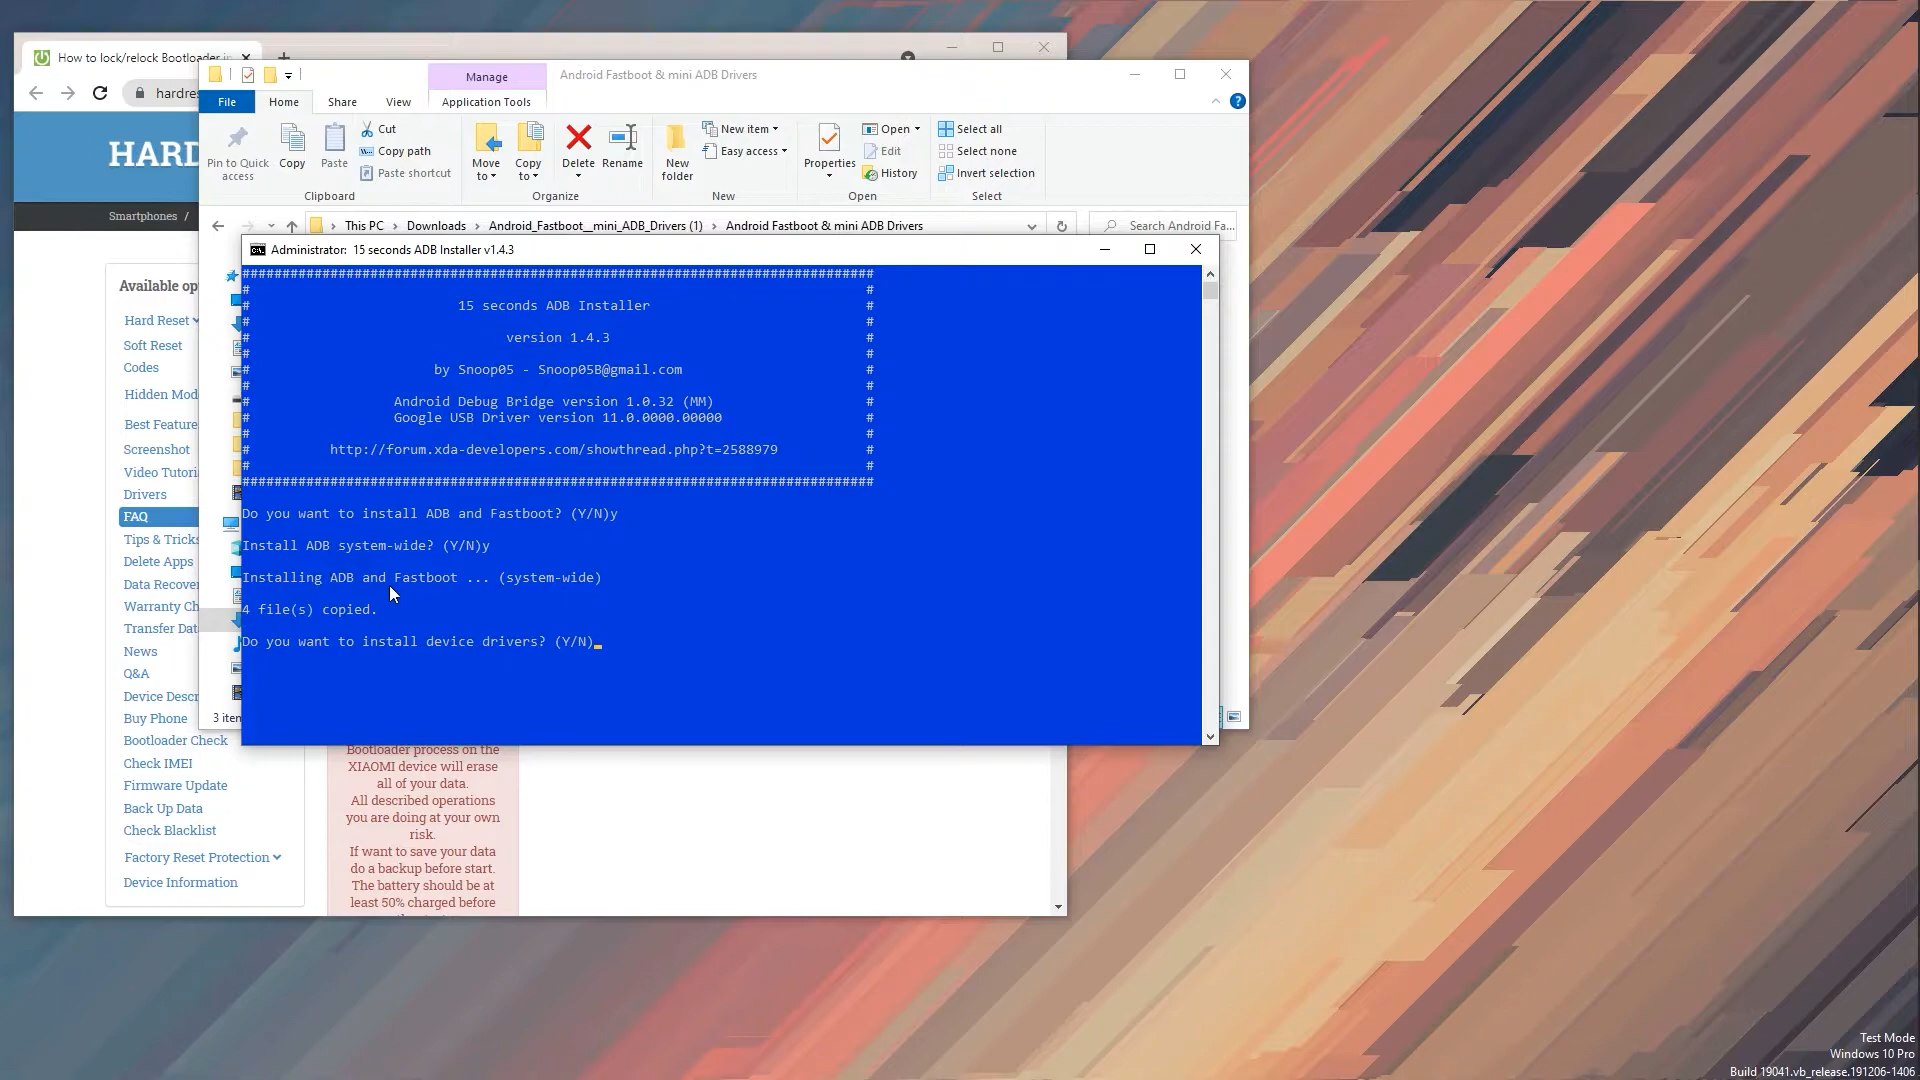 How to lock/relock Bootloader i
hardres
HARD
Smartphones /
Available op
Hard Reset
Soft Reset
Codes
Hidden Mod
Best Feature
Screenshot
Video Tutori
Drivers
FAQ
Tips & Tricks
Delete Apps
Data Recover
Warranty Ch
Transfer Dat
News
Q&A
Device Descr
Buy Phone
Bootloader Check
Check IMEI
Firmware Update
Back Up Data
Check Blacklist
Factory Reset Protection
Device Information
Bootloader process on the
XIAOMI device will erase
all of your data.
All described operations
you are doing at your own
risk.
If want to save your data
do a backup before start.
The battery should be at
least 50% charged before
Manage
Android Fastboot & mini ADB Drivers
File
Home
Share
View
Application Tools
Pin to Quick access
Copy
Paste
Cut
Copy path
Paste shortcut
Clipboard
Move to
Copy to
Delete
Rename
Organize
New folder
New item
Easy access
New
Properties
Open
Edit
History
Open
Select all
Select none
Invert selection
Select
This PC > Downloads > Android_Fastboot__mini_ADB_Drivers (1) > Android Fastboot & mini ADB Drivers
Search Android Fa...
3 item
Administrator: 15 seconds ADB Installer v1.4.3
###############################################################################
# #
# 15 seconds ADB Installer #
# #
# version 1.4.3 #
# #
# by Snoop05 - Snoop05B@gmail.com #
# #
# Android Debug Bridge version 1.0.32 (MM) #
# Google USB Driver version 11.0.0000.00000 #
# #
# http://forum.xda-developers.com/showthread.php?t=2588979 #
# #
###############################################################################
Do you want to install ADB and Fastboot? (Y/N)y
Install ADB system-wide? (Y/N)y
Installing ADB and Fastboot ... (system-wide)
4 file(s) copied.
Do you want to install device drivers? (Y/N)_
Test Mode
Windows 10 Pro
Build 19041.vb_release.191206-1406